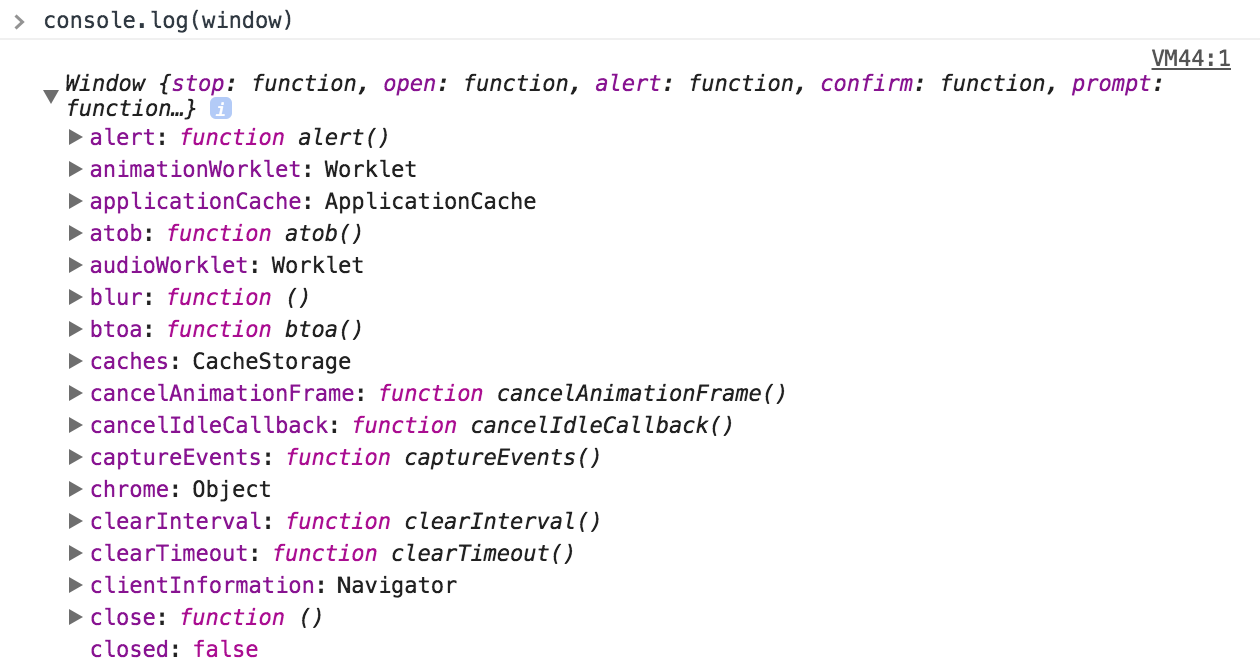 console.log(window)
VM44:1
Window {stop: function, open: function, alert: function, confirm: function, prompt:
function…} i
alert: function alert()
animationWorklet: Worklet
applicationCache: ApplicationCache
atob: function atob()
audioWorklet: Worklet
blur: function ()
btoa: function btoa()
caches: CacheStorage
cancelAnimationFrame: function cancelAnimationFrame()
cancelIdleCallback: function cancelIdleCallback()
captureEvents: function captureEvents()
chrome: Object
clearInterval: function clearInterval()
clearTimeout: function clearTimeout()
clientInformation: Navigator
close: function ()
closed: false